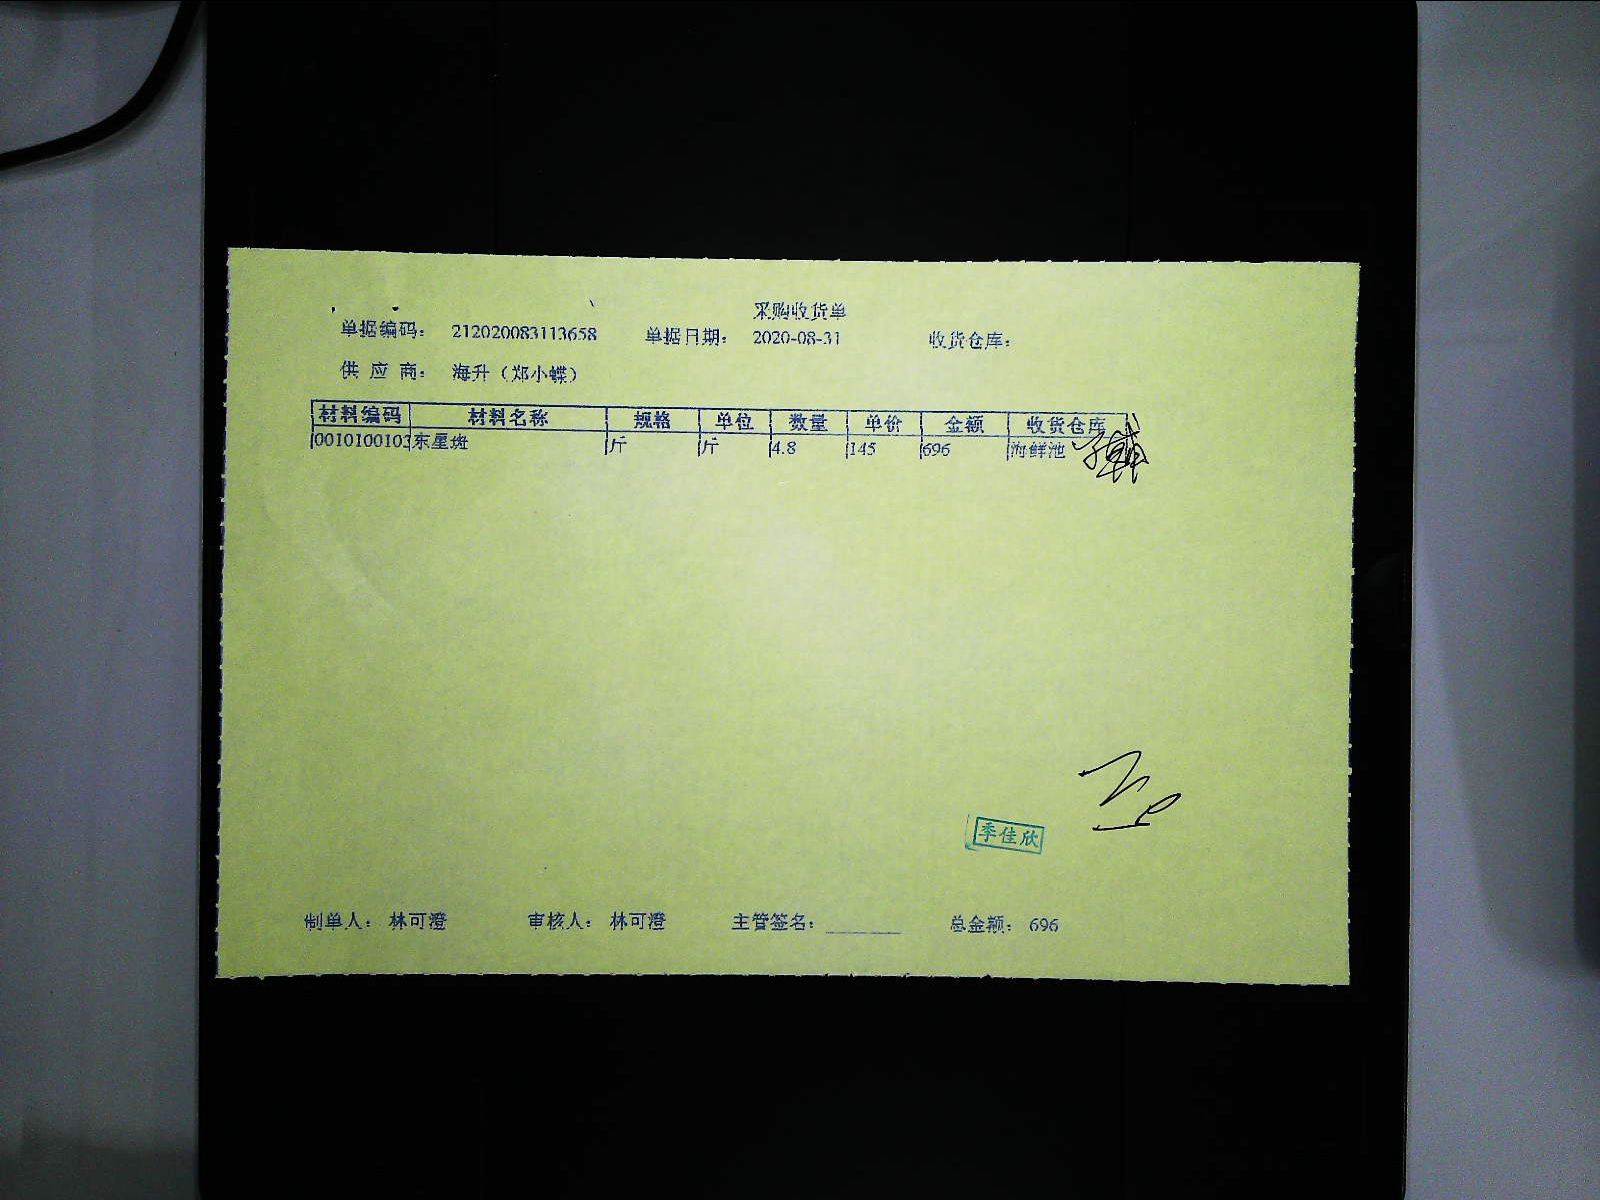 采购收货单
单据编码： 212020083113658 单据日期： 2020-08-31 收货仓库：
供 应 商： 海升（郑小蝶）
材料编码 材料名称 规格 单位 数量 单价 金额 收货仓库
0010100103 东星斑 斤 斤 4.8 145 696 海鲜池
季佳欣
制单人： 林可澄 审核人： 林可澄 主管签名： 总金额： 696